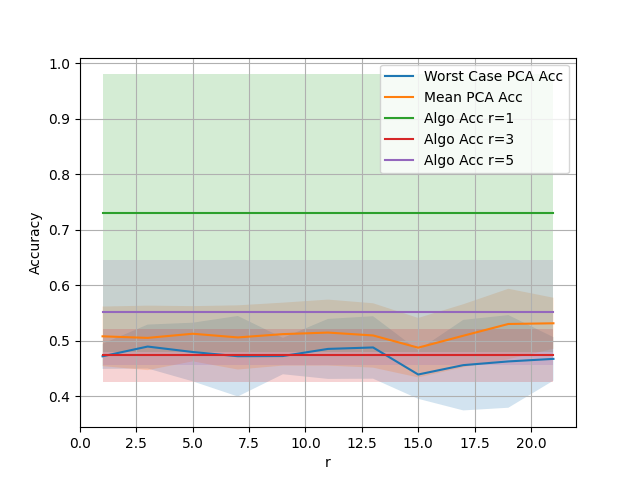 1.0
0.9
0.8
0.7
0.6
0.5
0.4
Accuracy
Worst Case PCA Acc
Mean PCA Acc
Algo Acc r=1
Algo Acc r=3
Algo Acc r=5
0.0 2.5 5.0 7.5 10.0 12.5 15.0 17.5 20.0
r